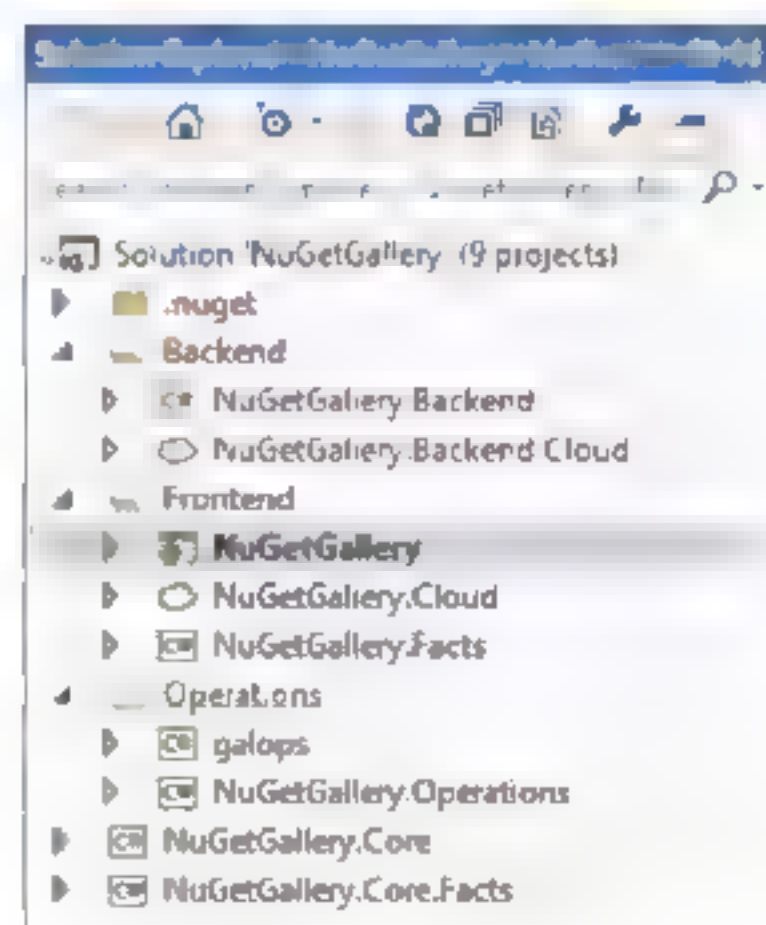 Solution 'NuGetGallery' (9 projects)
.nuget
Backend
NuGetGallery.Backend
NuGetGallery.Backend.Cloud
Frontend
NuGetGallery
NuGetGallery.Cloud
NuGetGallery.Facts
Operations
galops
NuGetGallery.Operations
NuGetGallery.Core
NuGetGallery.Core.Facts